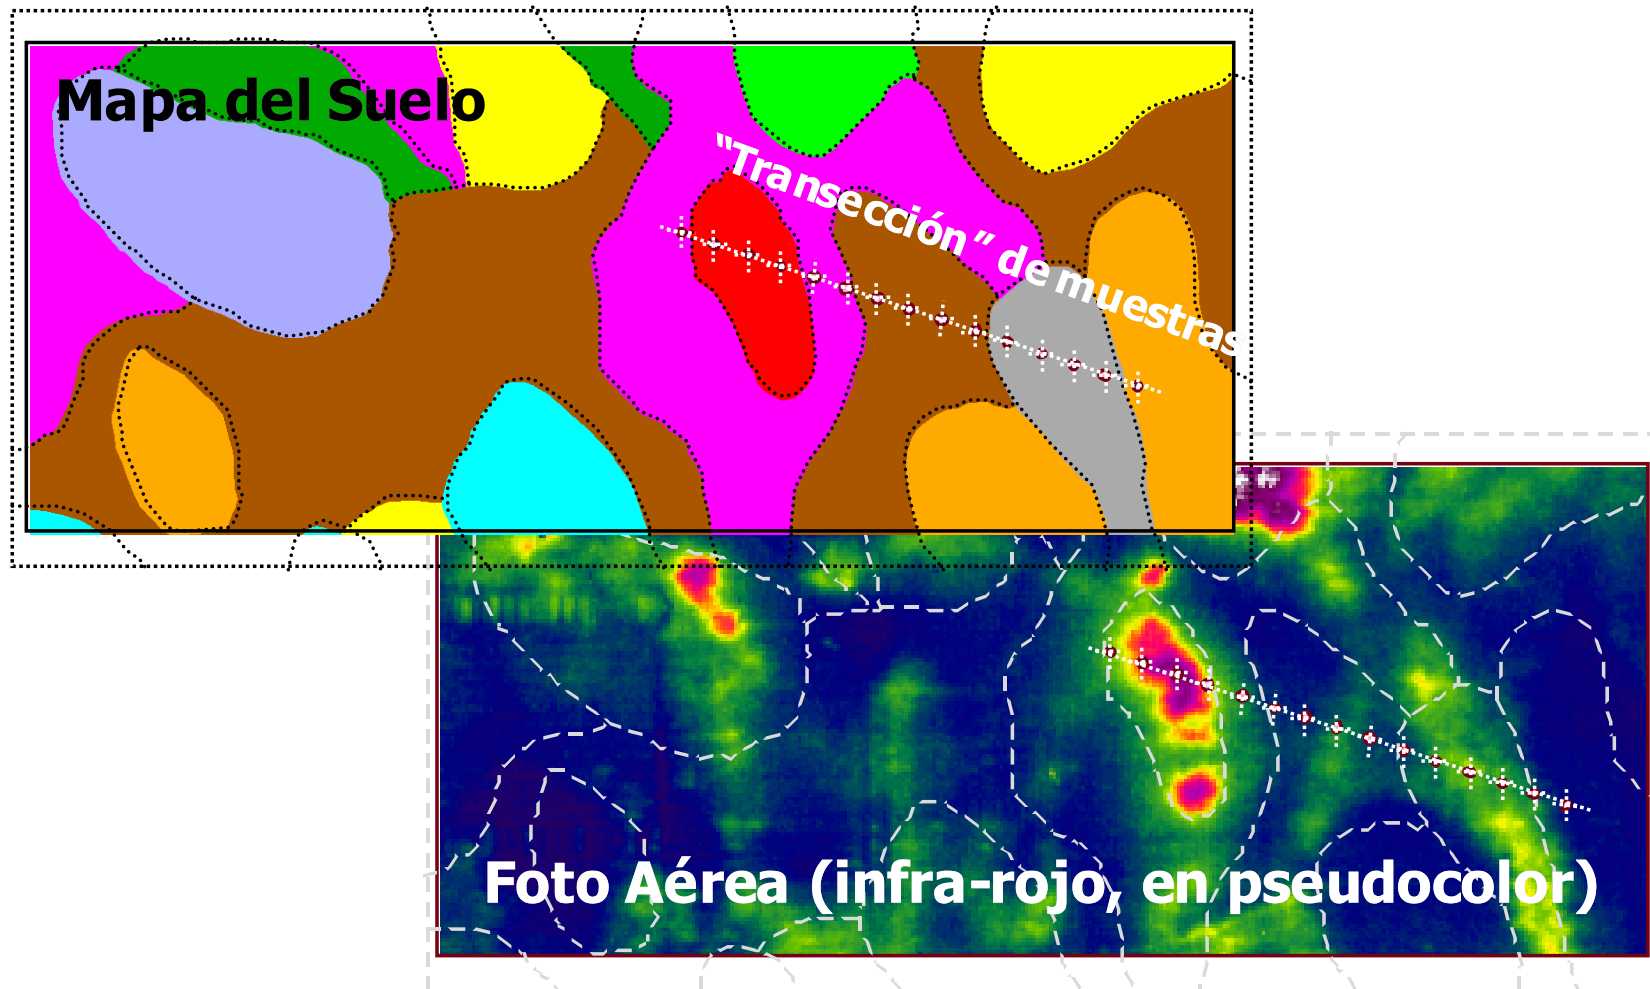 Mapa del Suelo
“Transección” de muestras
Foto Aérea (infra-rojo, en pseudocolor)